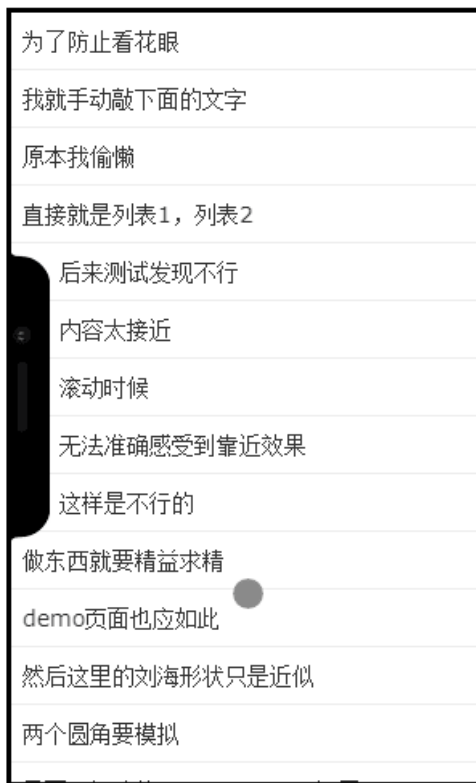 为了防止看花眼
我就手动敲下面的文字
原本我偷懒
直接就是列表1，列表2
后来测试发现不行
内容太接近
滚动时候
无法准确感受到靠近效果
这样是不行的
做东西就要精益求精
demo页面也应如此
然后这里的刘海形状只是近似
两个圆角要模拟